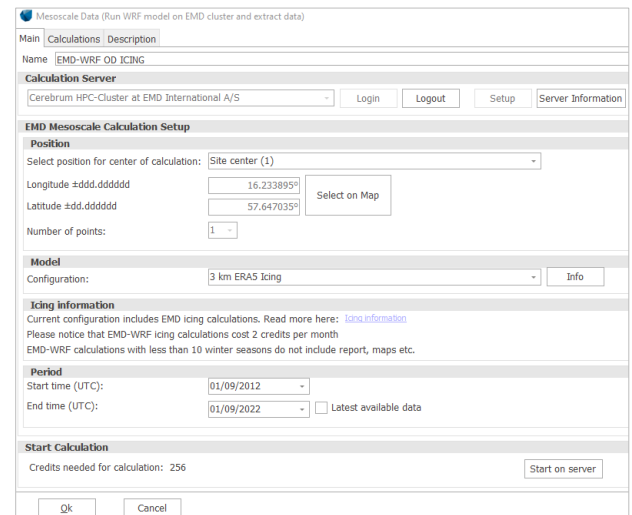 Mesoscale Data (Run WRF model on EMD cluster and extract data)
Main Calculations Description
Name EMD-WRF OD ICING
Calculation Server
Cerebrum HPC-Cluster at EMD International A/S Login Logout Setup Server Information
EMD Mesoscale Calculation Setup
Position
Select position for center of calculation: Site center (1)
Longitude ±ddd.dddddd 16.233895°
Select on Map
Latitude ±dd.dddddd 57.647035°
Number of points: 1
Model
Configuration: 3 km ERA5 Icing Info
Icing information
Current configuration includes EMD icing calculations. Read more here: Icing information
Please notice that EMD-WRF icing calculations cost 2 credits per month
EMD-WRF calculations with less than 10 winter seasons do not include report, maps etc.
Period
Start time (UTC): 01/09/2012
End time (UTC): 01/09/2022 Latest available data
Start Calculation
Credits needed for calculation: 256 Start on server
Ok Cancel